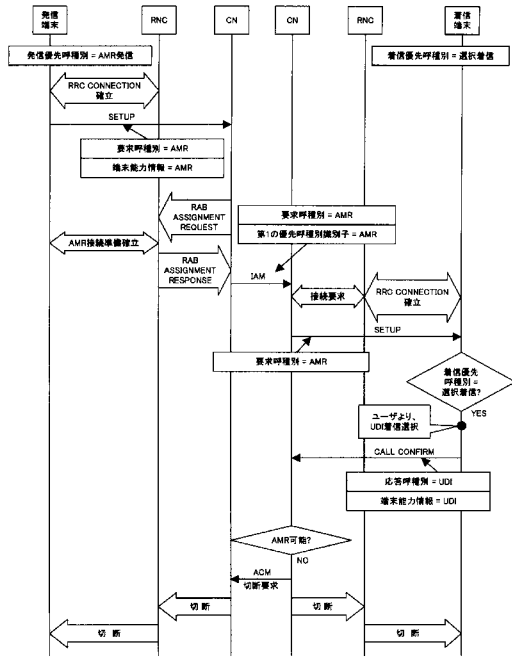 発信
端末
RNC
CN
CN
RNC
着信
端末
発信優先呼種別 = AMR発信
着信優先呼種別 = 選択着信
RRC CONNECTION
確立
SETUP
要求呼種別 = AMR
端末能力情報 = AMR
RAB
ASSIGNMENT
REQUEST
要求呼種別 = AMR
第1の優先呼種別識別子 = AMR
AMR接続準備確立
RAB
ASSIGNMENT
RESPONSE
IAM
接続要求
RRC CONNECTION
確立
SETUP
要求呼種別 = AMR
着信優先
呼種別 =
選択着信?
YES
ユーザより、
UDI着信選択
CALL CONFIRM
応答呼種別 = UDI
端末能力情報 = UDI
AMR可能?
NO
ACM
切断要求
切断
切断
切断
切断